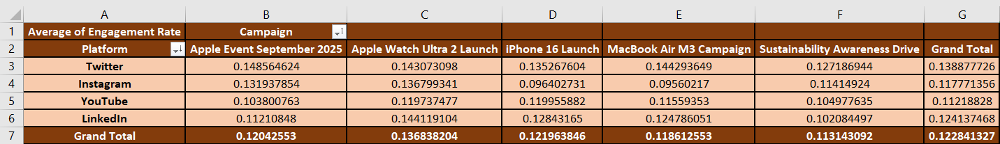 A B C D E F G
1 Average of Engagement Rate Campaign
2 Platform Apple Event September 2025 Apple Watch Ultra 2 Launch iPhone 16 Launch MacBook Air M3 Campaign Sustainability Awareness Drive Grand Total
3 Twitter 0.148564624 0.143073098 0.135267604 0.144293649 0.127186944 0.138877726
4 Instagram 0.131937854 0.136799341 0.096402731 0.09560217 0.11414924 0.117771356
5 YouTube 0.103800763 0.119737477 0.119955882 0.11559353 0.104977635 0.11218828
6 LinkedIn 0.11210848 0.144119104 0.12843165 0.124786051 0.102084497 0.124137468
7 Grand Total 0.12042553 0.136838204 0.121963846 0.118612553 0.113143092 0.122841327